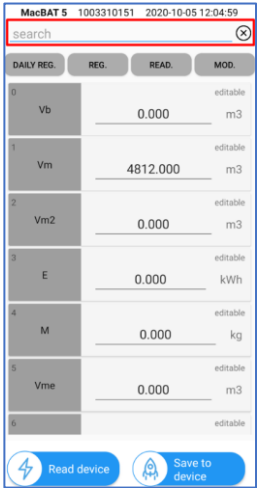 MacBAT 5 1003310151 2020-10-05 12:04:59
search
DAILY REG. REG. READ. MOD.
0 editable
Vb 0.000 m3
1 editable
Vm 4812.000 m3
2 editable
Vm2 0.000 m3
3 editable
E 0.000 kWh
4 editable
M 0.000 kg
5 editable
Vme 0.000 m3
6 editable
Read device
Save to
device